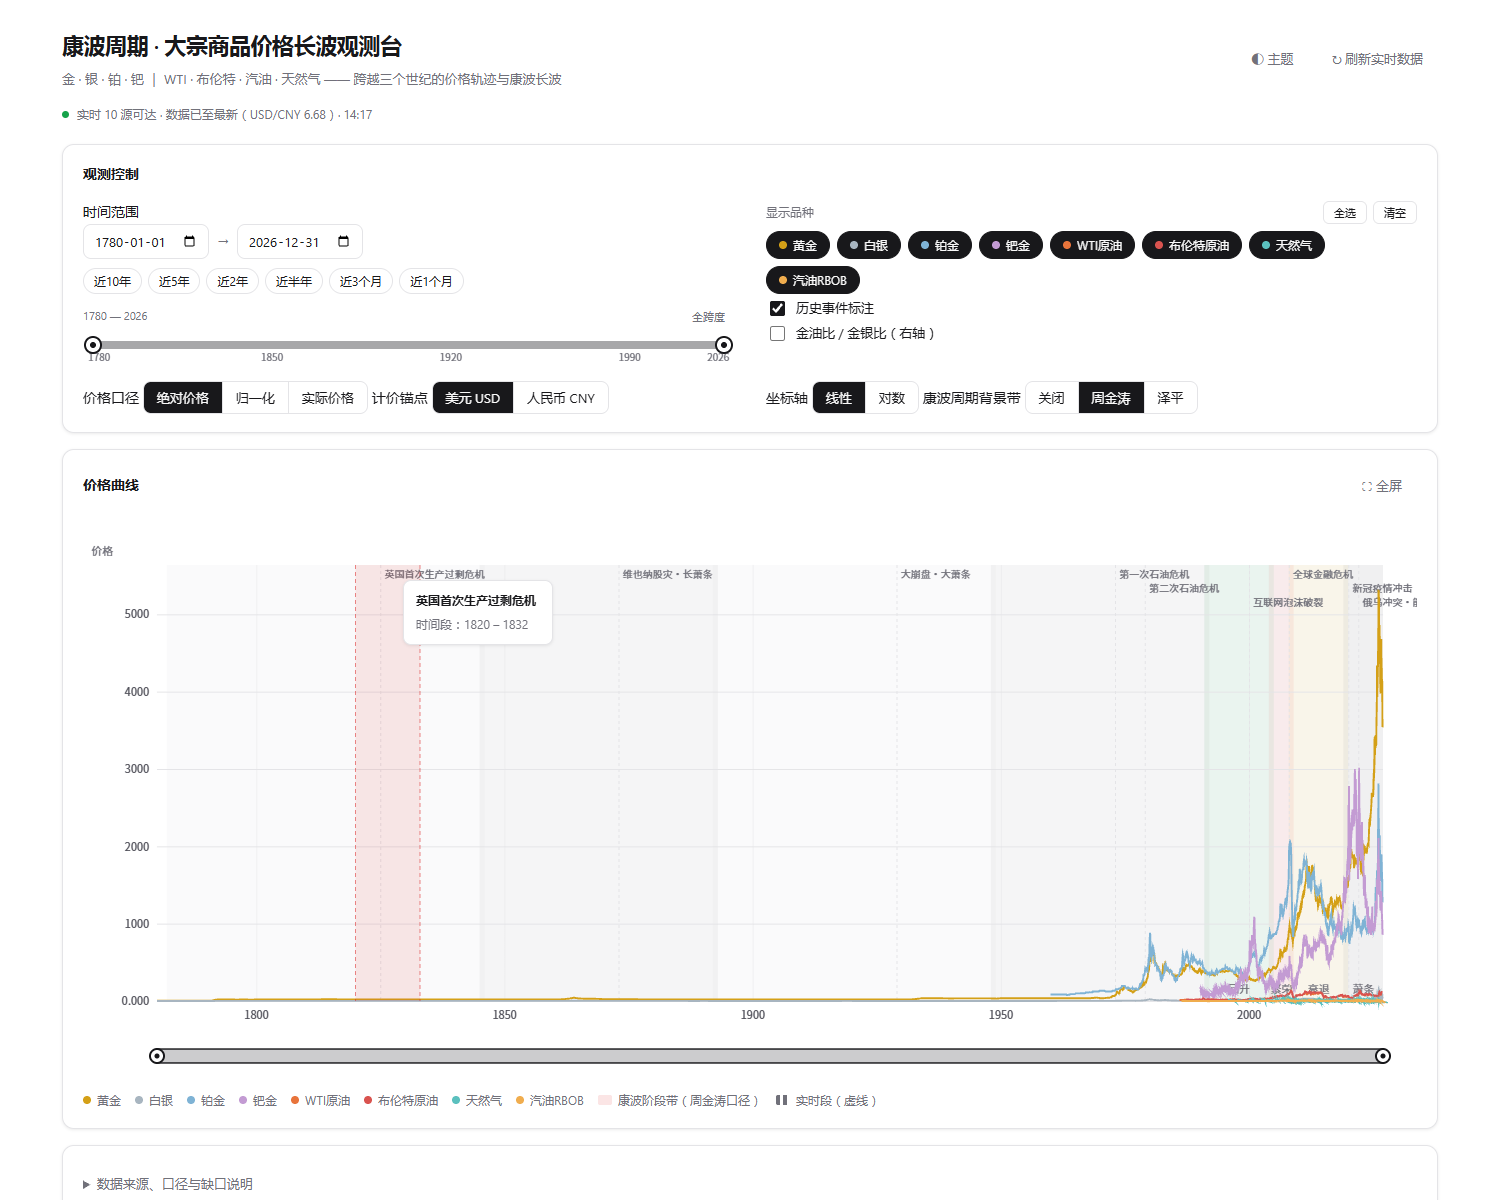 康波周期 · 大宗商品价格长波观测台
金 · 银 · 铂 · 钯 | WTI · 布伦特 · 汽油 · 天然气 —— 跨越三个世纪的价格轨迹与康波长波
◐ 主题
↻ 刷新实时数据
实时 10 源可达 · 数据已至最新（USD/CNY 6.68）· 14:17
观测控制
时间范围
1780-01-01 → 2026-12-31
近10年 近5年 近2年 近半年 近3个月 近1个月
1780 — 2026 全跨度
1780 1850 1920 1990 2026
显示品种 全选 清空
黄金 白银 铂金 钯金 WTI原油 布伦特原油 天然气
汽油RBOB
历史事件标注
金油比 / 金银比（右轴）
价格口径 绝对价格 归一化 实际价格 计价锚点 美元 USD 人民币 CNY
坐标轴 线性 对数 康波周期背景带 关闭 周金涛 泽平
价格曲线
全屏
价格
英国首次生产过剩危机 维也纳股灾·长萧条 大崩盘·大萧条 第一次石油危机 全球金融危机
第二次石油危机 新冠疫情冲击
互联网泡沫破裂 俄乌冲突·
英国首次生产过剩危机
时间段：1820 – 1832
5000
4000
3000
2000
1000
0.000
升 繁荣 衰退 萧条
1800 1850 1900 1950 2000
黄金 白银 铂金 钯金 WTI原油 布伦特原油 天然气 汽油RBOB 康波阶段带（周金涛口径） 实时段（虚线）
▶ 数据来源、口径与缺口说明